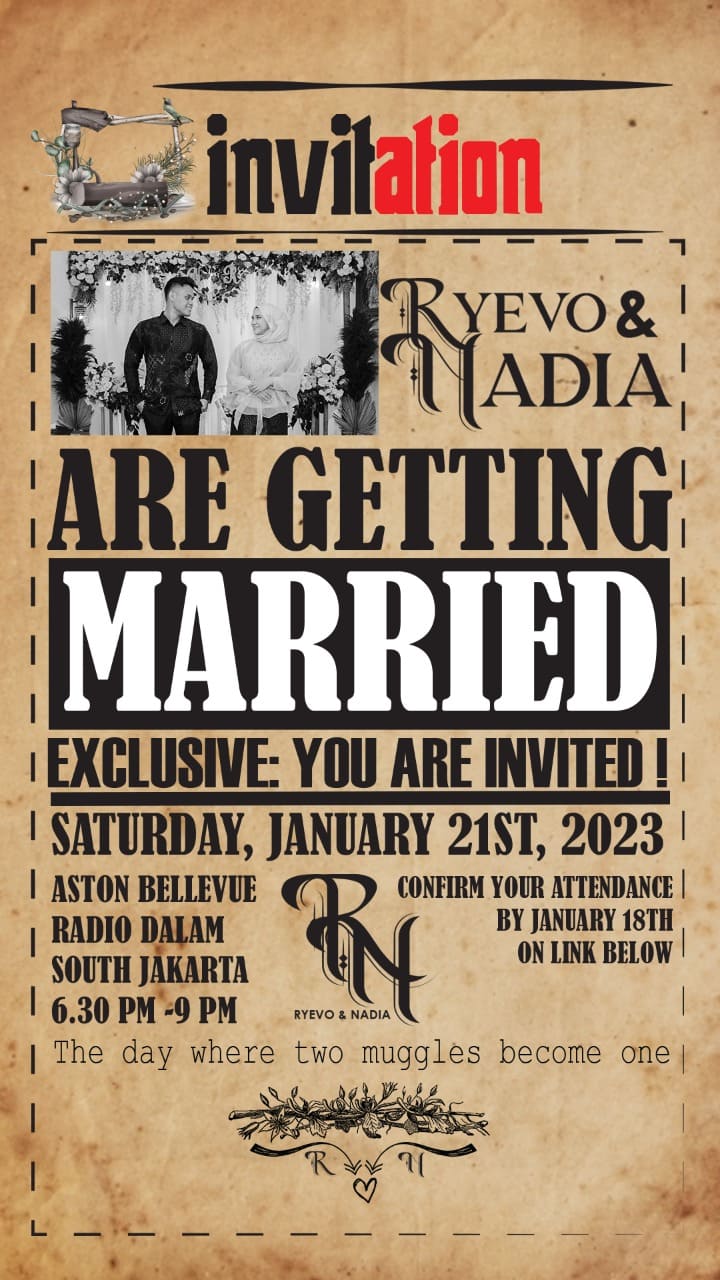 invitation
RYEVO &
NADIA
ARE GETTING
MARRIED
EXCLUSIVE: YOU ARE INVITED !
SATURDAY, JANUARY 21ST, 2023
ASTON BELLEVUE
RADIO DALAM
SOUTH JAKARTA
6.30 PM -9 PM
RN
RYEVO & NADIA
CONFIRM YOUR ATTENDANCE
BY JANUARY 18TH
ON LINK BELOW
The day where two muggles become one
R N